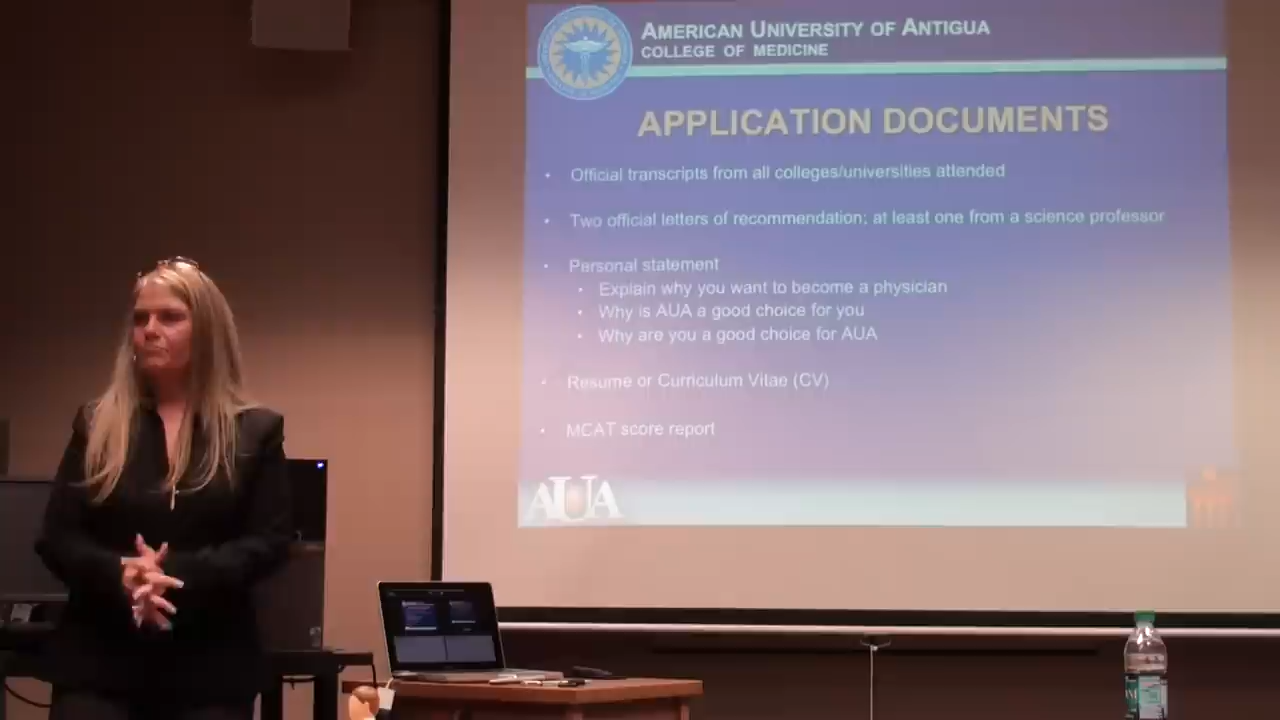 AMERICAN UNIVERSITY OF ANTIGUA
COLLEGE OF MEDICINE
APPLICATION DOCUMENTS
• Official transcripts from all colleges/universities attended
• Two official letters of recommendation; at least one from a science professor
• Personal statement
• Explain why you want to become a physician
• Why is AUA a good choice for you
• Why are you a good choice for AUA
• Resume or Curriculum Vitae (CV)
• MCAT score report
AUA